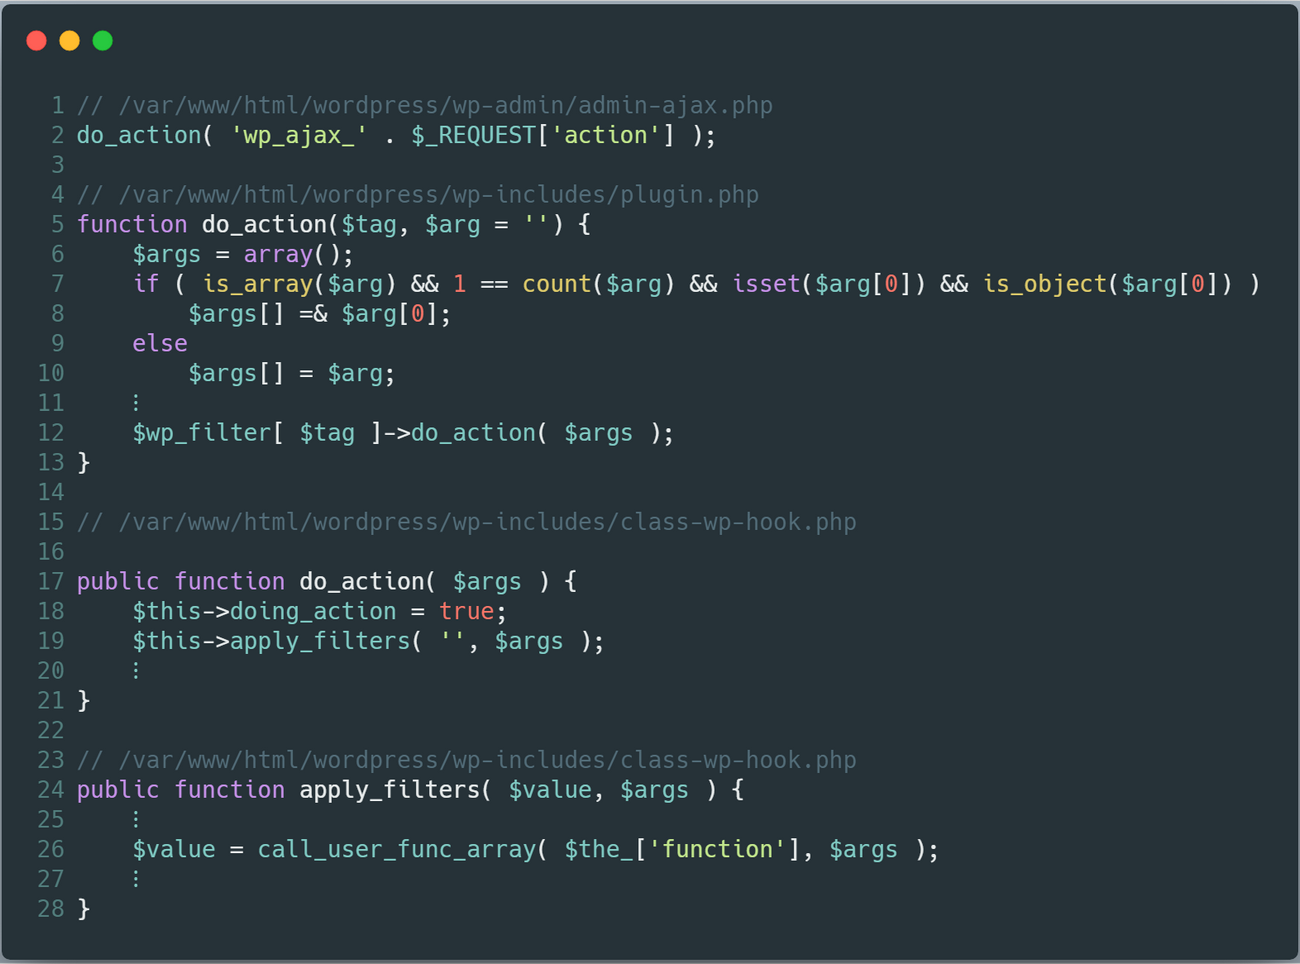 1 // /var/www/html/wordpress/wp-admin/admin-ajax.php
2 do_action( 'wp_ajax_' . $_REQUEST['action'] );
3
4 // /var/www/html/wordpress/wp-includes/plugin.php
5 function do_action($tag, $arg = '') {
6     $args = array();
7     if ( is_array($arg) && 1 == count($arg) && isset($arg[0]) && is_object($arg[0]) )
8         $args[] =& $arg[0];
9     else
10         $args[] = $arg;
11     ⋮
12     $wp_filter[ $tag ]->do_action( $args );
13 }
14
15 // /var/www/html/wordpress/wp-includes/class-wp-hook.php
16
17 public function do_action( $args ) {
18     $this->doing_action = true;
19     $this->apply_filters( '', $args );
20     ⋮
21 }
22
23 // /var/www/html/wordpress/wp-includes/class-wp-hook.php
24 public function apply_filters( $value, $args ) {
25     ⋮
26     $value = call_user_func_array( $the_['function'], $args );
27     ⋮
28 }